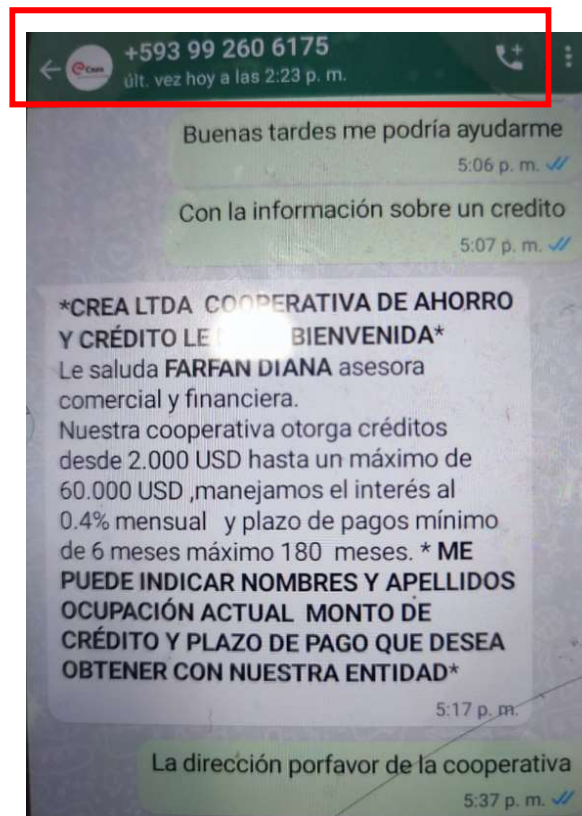 +593 99 260 6175
últ. vez hoy a las 2:23 p. m.
Buenas tardes me podría ayudarme
5:06 p. m.
Con la información sobre un credito
5:07 p. m.
*CREA LTDA COOPERATIVA DE AHORRO
Y CRÉDITO LE BIENVENIDA*
Le saluda FARFAN DIANA asesora
comercial y financiera.
Nuestra cooperativa otorga créditos
desde 2.000 USD hasta un máximo de
60.000 USD ,manejamos el interés al
0.4% mensual y plazo de pagos mínimo
de 6 meses máximo 180 meses. * ME
PUEDE INDICAR NOMBRES Y APELLIDOS
OCUPACIÓN ACTUAL MONTO DE
CRÉDITO Y PLAZO DE PAGO QUE DESEA
OBTENER CON NUESTRA ENTIDAD*
5:17 p. m.
La dirección porfavor de la cooperativa
5:37 p. m.